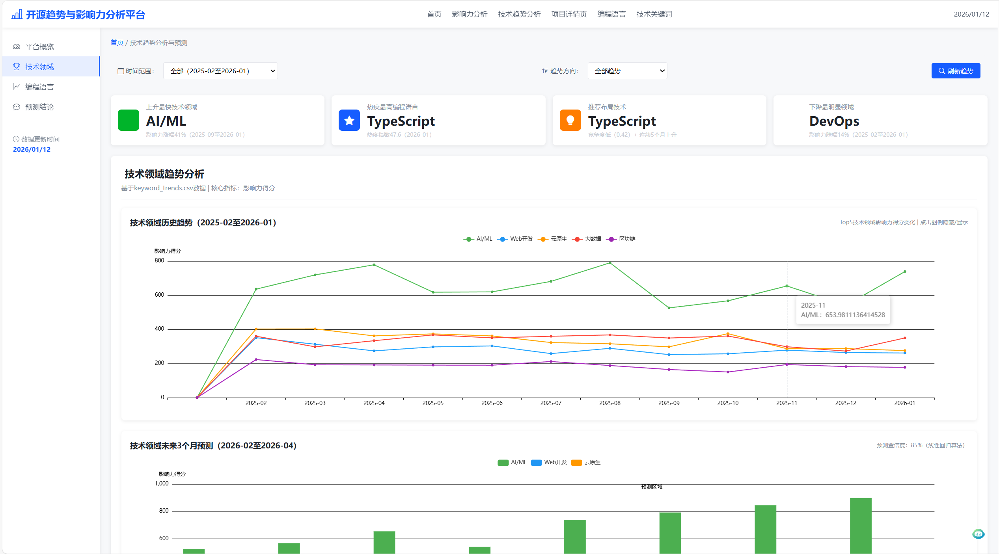 开源趋势与影响力分析平台
首页 影响力分析 技术趋势分析 项目详情页 编程语言 技术关键词
2026/01/12
平台概览
技术领域
编程语言
预测结论
数据更新时间
2026/01/12
首页 / 技术趋势分析与预测
时间范围： 全部（2025-02至2026-01）
趋势方向： 全部趋势
刷新趋势
上升最快技术领域
AI/ML
影响力涨幅41%（2025-09至2026-01）
热度最高编程语言
TypeScript
热度指数47.6（2026-01）
推荐布局技术
TypeScript
竞争度低（0.42）+ 连续5个月上升
下降最明显领域
DevOps
影响力跌幅14%（2025-02至2026-01）
技术领域趋势分析
基于keyword_trends.csv数据 | 核心指标：影响力得分
技术领域历史趋势（2025-02至2026-01）
Top5技术领域影响力得分变化 | 点击图例隐藏/显示
AI/ML Web开发 云原生 大数据 区块链
影响力得分
800
600
400
200
0
2025-11
AI/ML：653.9811136414528
2025-02 2025-03 2025-04 2025-05 2025-06 2025-07 2025-08 2025-09 2025-10 2025-11 2025-12 2026-01
技术领域未来3个月预测（2026-02至2026-04）
预测置信度：85%（线性回归算法）
AI/ML Web开发 云原生
影响力得分
1,000
预测区域
800
600